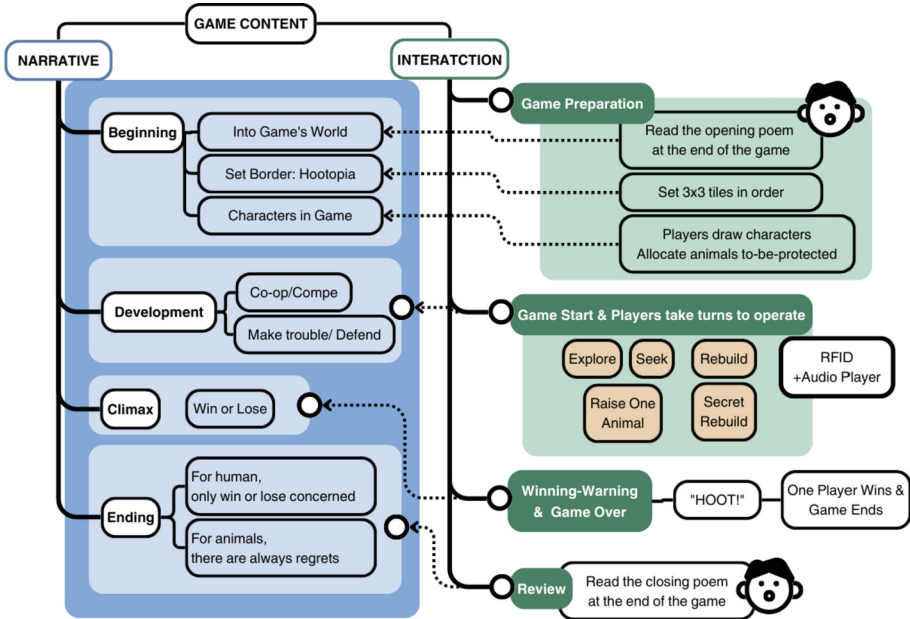 GAME CONTENT
NARRATIVE
INTERATCTION
Beginning
Into Game's World
Set Border: Hootopia
Characters in Game
Development
Co-op/Compe
Make trouble/ Defend
Climax
Win or Lose
Ending
For human,
only win or lose concerned
For animals,
there are always regrets
Game Preparation
Read the opening poem
at the end of the game
Set 3x3 tiles in order
Players draw characters
Allocate animals to-be-protected
Game Start & Players take turns to operate
Explore
Seek
Rebuild
RFID
+Audio Player
Raise One
Animal
Secret
Rebuild
Winning-Warning
& Game Over
"HOOT!"
One Player Wins &
Game Ends
Review
Read the closing poem
at the end of the game